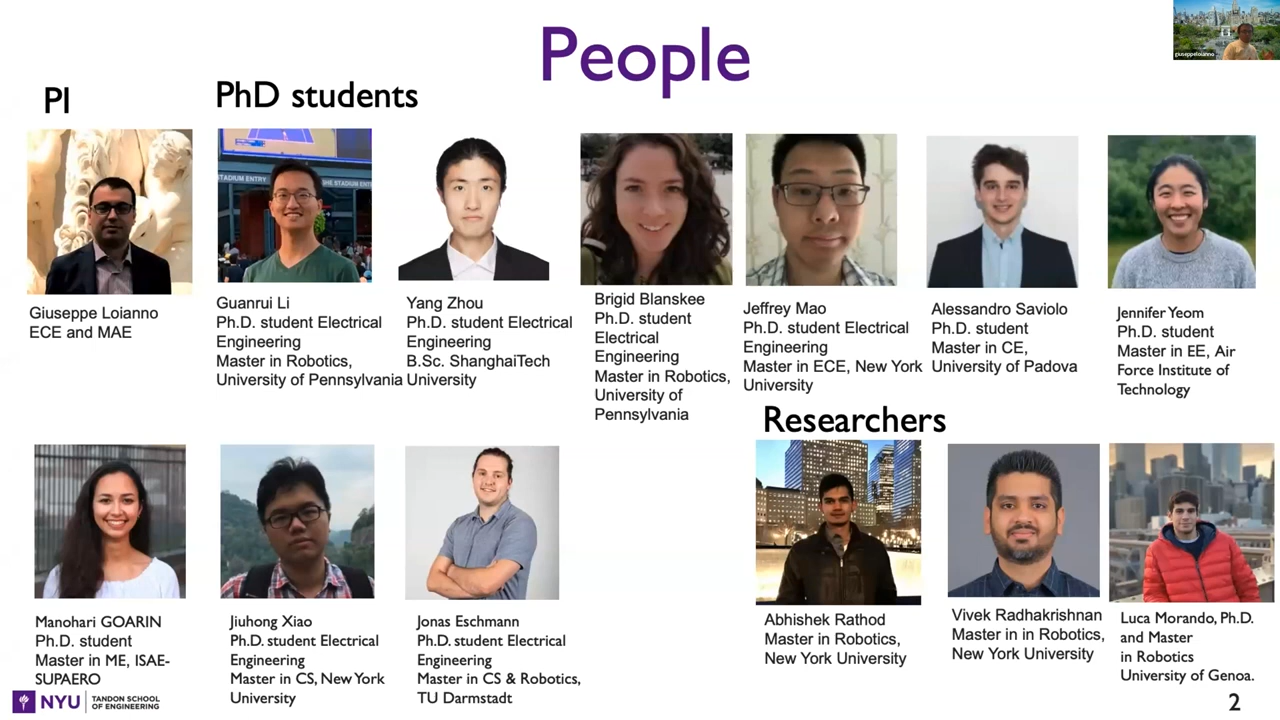 People
giuseppeloianno
PI
PhD students
STADIUM ENTRY
Giuseppe Loianno
ECE and MAE
Guanrui Li
Ph.D. student Electrical
Engineering
Master in Robotics,
University of Pennsylvania
Yang Zhou
Ph.D. student Electrical
Engineering
B.Sc. ShanghaiTech
University
Brigid Blanskee
Ph.D. student
Electrical
Engineering
Master in Robotics,
University of
Pennsylvania
Jeffrey Mao
Ph.D. student Electrical
Engineering
Master in ECE, New York
University
Alessandro Saviolo
Ph.D. student
Master in CE,
University of Padova
Jennifer Yeom
Ph.D. student
Master in EE, Air
Force Institute of
Technology
Researchers
Manohari GOARIN
Ph.D. student
Master in ME, ISAE-
SUPAERO
Jiuhong Xiao
Ph.D. student Electrical
Engineering
Master in CS, New York
University
Jonas Eschmann
Ph.D. student Electrical
Engineering
Master in CS & Robotics,
TU Darmstadt
Abhishek Rathod
Master in Robotics,
New York University
Vivek Radhakrishnan
Master in in Robotics,
New York University
Luca Morando, Ph.D.
and Master
in Robotics
University of Genoa.
NYU
TANDON SCHOOL
OF ENGINEERING
2